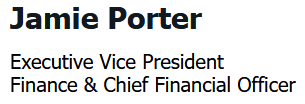 Jamie Porter
Executive Vice President
Finance & Chief Financial Officer